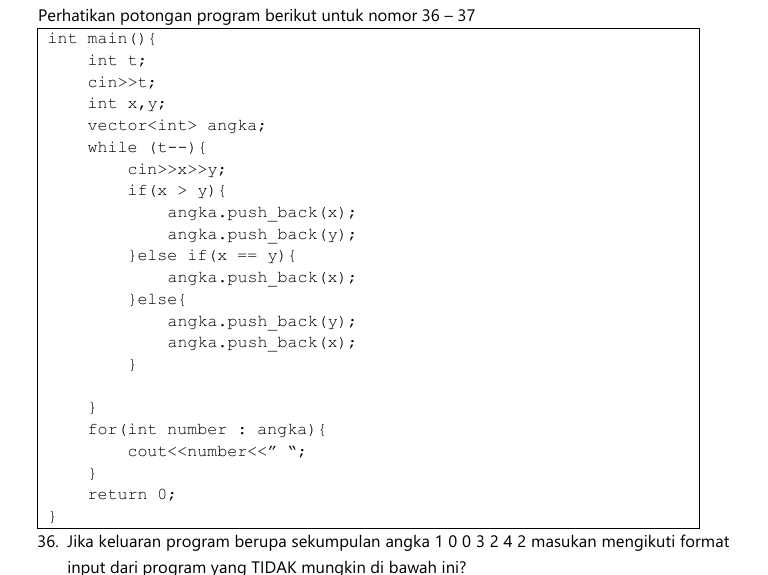 Perhatikan potongan program berikut untuk nomor 36 – 37
int main(){
int t;
cin>>t;
int x,y;
vector<int> angka;
while (t--){
cin>>x>>y;
if(x > y){
angka.push_back(x);
angka.push_back(y);
}else if(x == y){
angka.push_back(x);
}else{
angka.push_back(y);
angka.push_back(x);
}
}
for(int number : angka){
cout<<number<<” “;
}
return 0;
}
36. Jika keluaran program berupa sekumpulan angka 1 0 0 3 2 4 2 masukan mengikuti format
input dari program yang TIDAK mungkin di bawah ini?